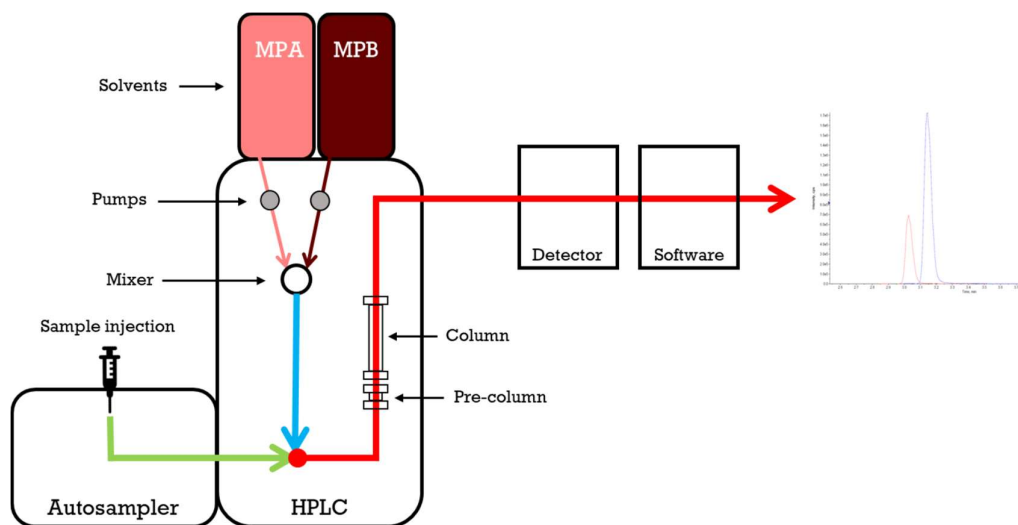 MPA
MPB
Solvents
Pumps
Mixer
Sample injection
Column
Pre-column
Autosampler
HPLC
Detector
Software